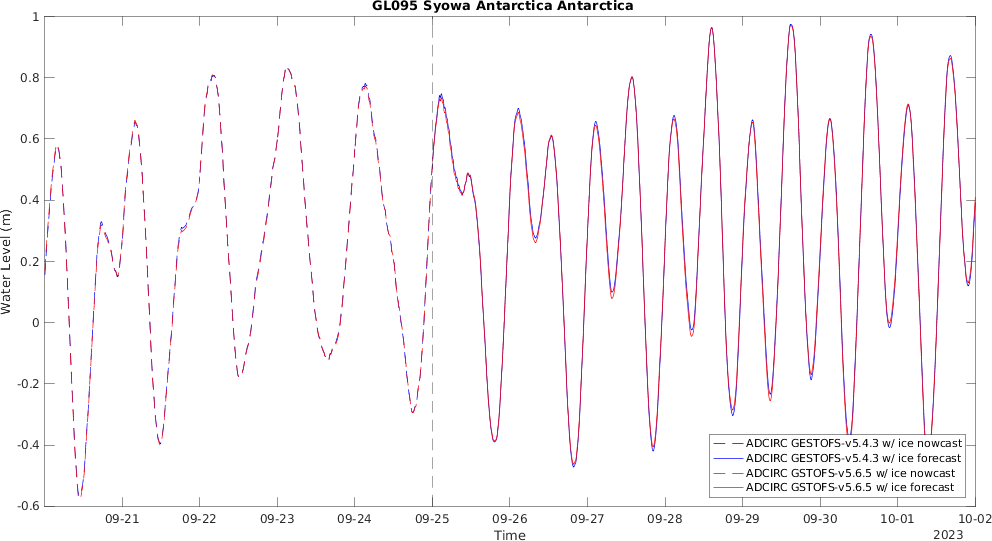 GL095 Syowa Antarctica Antarctica
1
0.8
0.6
0.4
0.2
0
-0.2
-0.4
-0.6
Water Level (m)
ADCIRC GESTOFS-v5.4.3 w/ ice nowcast
ADCIRC GESTOFS-v5.4.3 w/ ice forecast
ADCIRC GSTOFS-v5.6.5 w/ ice nowcast
ADCIRC GSTOFS-v5.6.5 w/ ice forecast
09-21 09-22 09-23 09-24 09-25 09-26 09-27 09-28 09-29 09-30 10-01 10-02
Time
2023